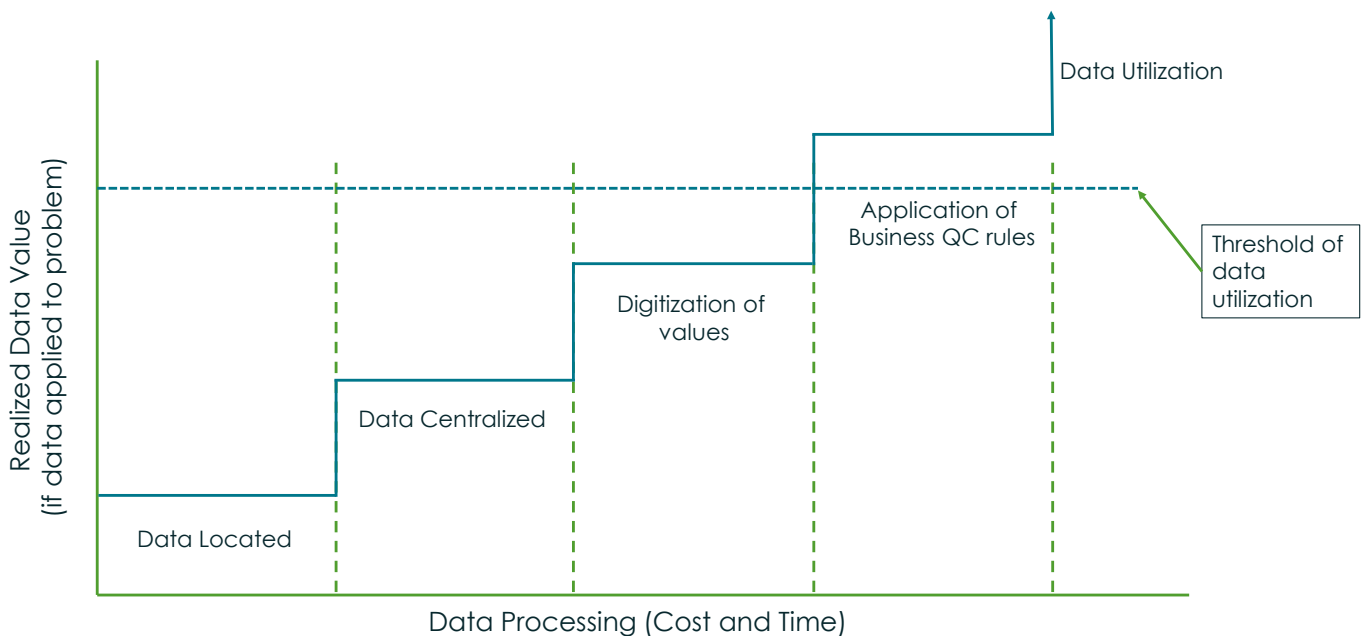 Data Utilization
Realized Data Value
(if data applied to problem)
Application of
Business QC rules
Threshold of
data
utilization
Digitization of
values
Data Centralized
Data Located
Data Processing (Cost and Time)